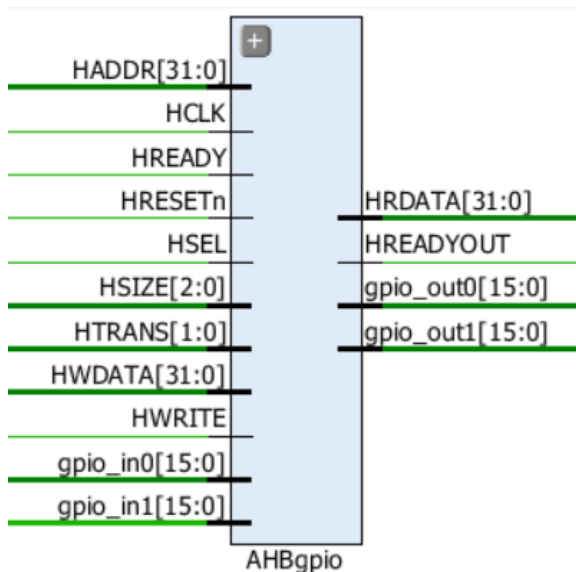 +
HADDR[31:0]
HCLK
HREADY
HRESETn
HSEL
HSIZE[2:0]
HTRANS[1:0]
HWDATA[31:0]
HWRITE
gpio_in0[15:0]
gpio_in1[15:0]
HRDATA[31:0]
HREADYOUT
gpio_out0[15:0]
gpio_out1[15:0]
AHBgpio